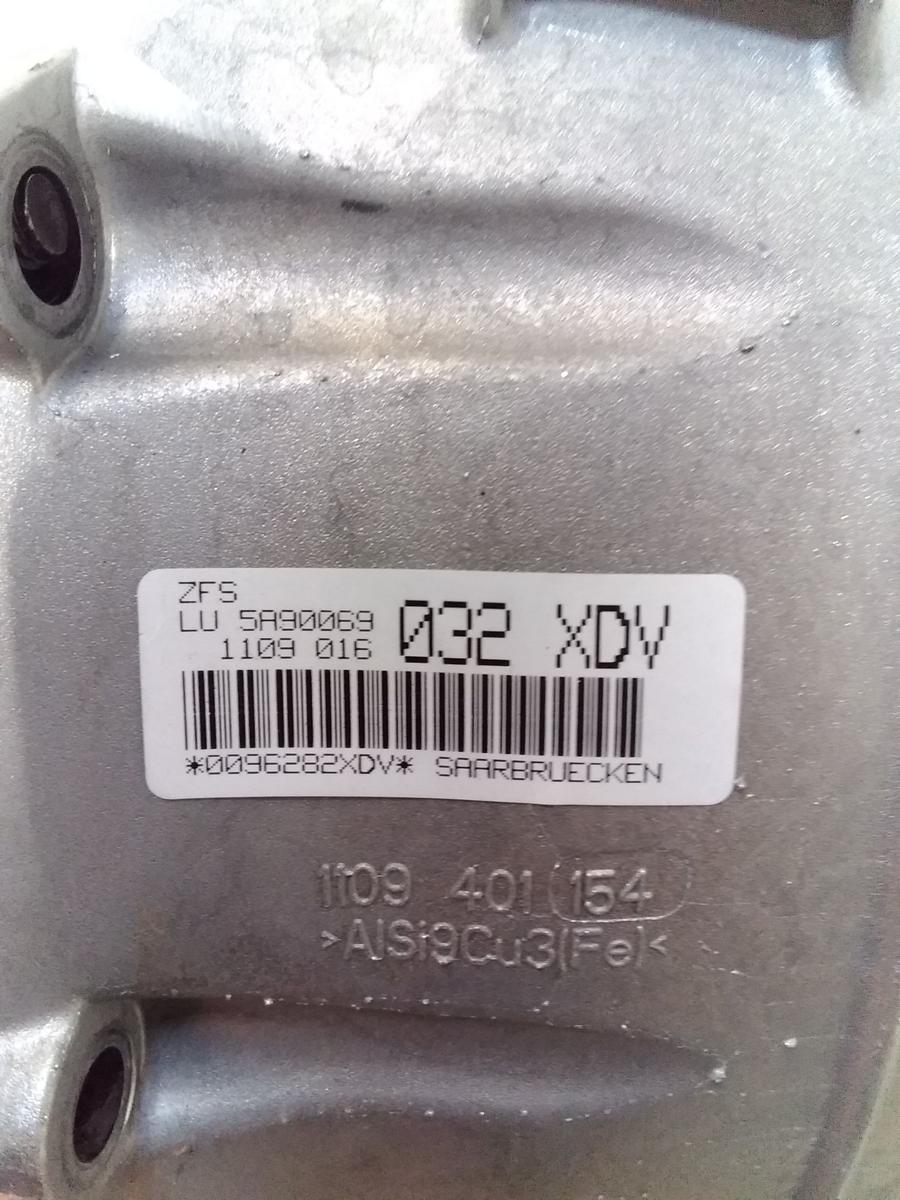 ZFS
LU 5A90069
1109 016
032 XDV
*0096282XDV* SAARBRUECKEN
1109 401 154
>AlSi9Cu3(Fe)<